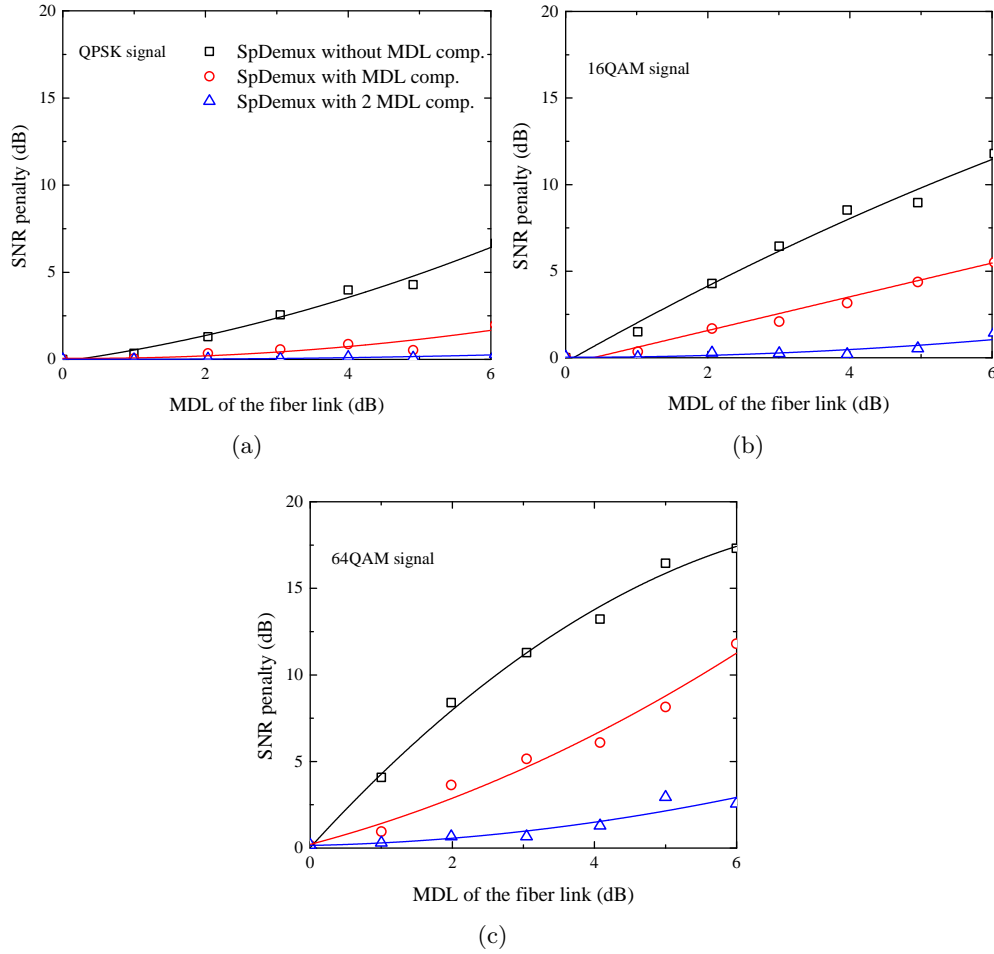 20
15
10
5
0
SNR penalty (dB)
QPSK signal
SpDemux without MDL comp.
SpDemux with MDL comp.
SpDemux with 2 MDL comp.
0 2 4 6
MDL of the fiber link (dB)
(a)
20
15
10
5
0
SNR penalty (dB)
16QAM signal
0 2 4 6
MDL of the fiber link (dB)
(b)
20
15
10
5
0
SNR penalty (dB)
64QAM signal
0 2 4 6
MDL of the fiber link (dB)
(c)